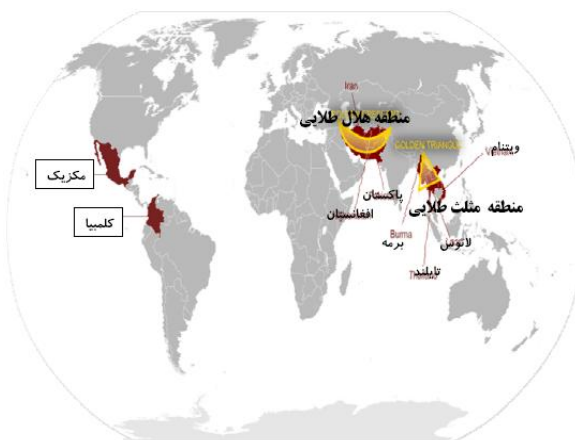 Iran
منطقه هلال طلایی
GOLDEN TRIANGLE
ویتنام
مکزیک
پاکستان
افغانستان
منطقه مثلث طلایی
کلمبیا
Burma
برمه
لائوس
تایلند